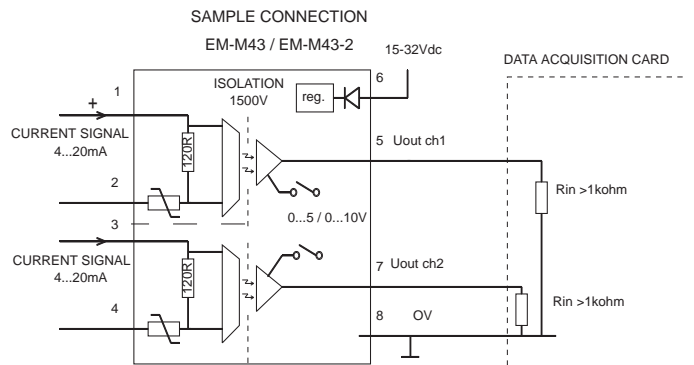 SAMPLE CONNECTION
EM-M43 / EM-M43-2
15-32Vdc
DATA ACQUISITION CARD
ISOLATION
1500V
6
reg.
1
+
CURRENT SIGNAL
4...20mA
120R
5 Uout ch1
2
Rin >1kohm
0...5 / 0...10V
3
CURRENT SIGNAL
4...20mA
120R
7 Uout ch2
4
8 OV
Rin >1kohm